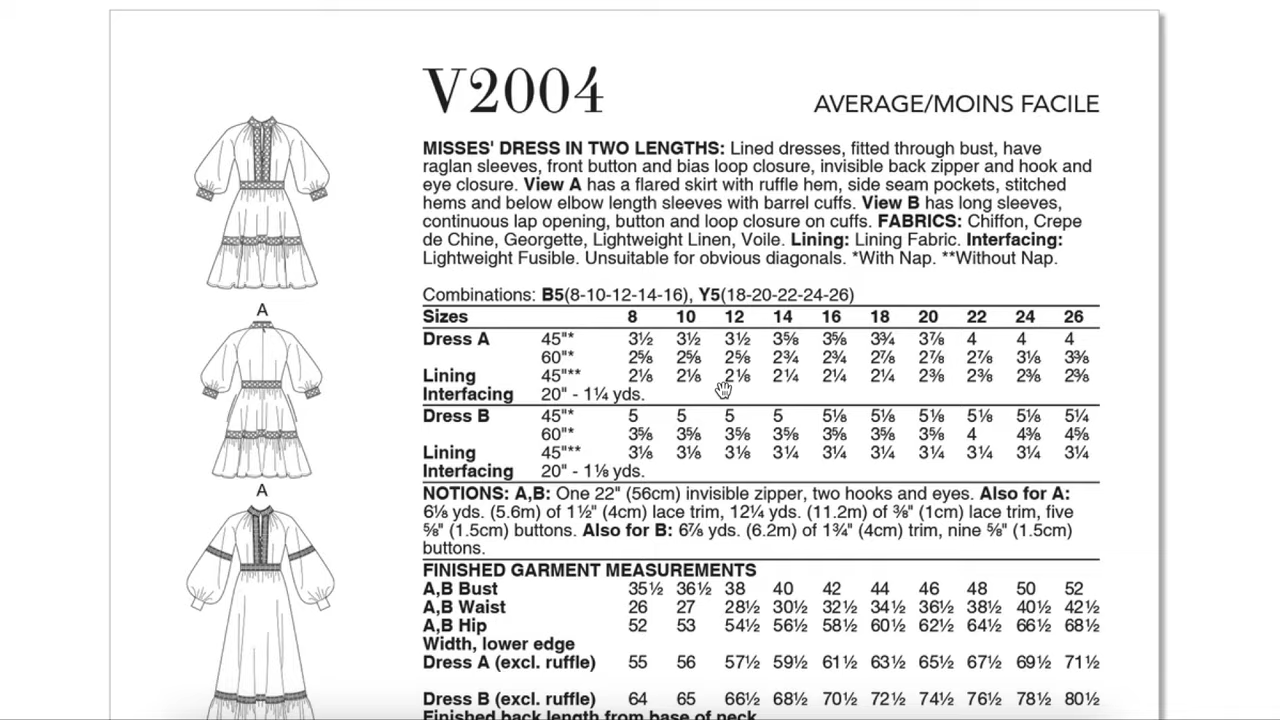 V2004
AVERAGE/MOINS FACILE
MISSES' DRESS IN TWO LENGTHS: Lined dresses, fitted through bust, have
raglan sleeves, front button and bias loop closure, invisible back zipper and hook and
eye closure. View A has a flared skirt with ruffle hem, side seam pockets, stitched
hems and below elbow length sleeves with barrel cuffs. View B has long sleeves,
continuous lap opening, button and loop closure on cuffs. FABRICS: Chiffon, Crepe
de Chine, Georgette, Lightweight Linen, Voile. Lining: Lining Fabric. Interfacing:
Lightweight Fusible. Unsuitable for obvious diagonals. *With Nap. **Without Nap.
Combinations: B5(8-10-12-14-16), Y5(18-20-22-24-26)
Sizes 8 10 12 14 16 18 20 22 24 26
Dress A 45"* 3½ 3½ 3½ 3⅝ 3⅝ 3¾ 3⅞ 4 4 4
60"* 2⅝ 2⅝ 2⅝ 2¾ 2¾ 2⅞ 2⅞ 2⅞ 3⅛ 3⅜
Lining 45"** 2⅛ 2⅛ 2⅛ 2¼ 2¼ 2¼ 2⅜ 2⅜ 2⅜ 2⅜
Interfacing 20" - 1¼ yds.
Dress B 45"* 5 5 5 5 5⅛ 5⅛ 5⅛ 5⅛ 5⅛ 5¼
60"* 3⅝ 3⅝ 3⅝ 3⅝ 3⅝ 3⅝ 3⅝ 4 4⅜ 4⅝
Lining 45"** 3⅛ 3⅛ 3⅛ 3¼ 3¼ 3¼ 3¼ 3¼ 3¼ 3¼
Interfacing 20" - 1⅛ yds.
NOTIONS: A,B: One 22" (56cm) invisible zipper, two hooks and eyes. Also for A:
6⅛ yds. (5.6m) of 1½" (4cm) lace trim, 12¼ yds. (11.2m) of ⅜" (1cm) lace trim, five
⅝" (1.5cm) buttons. Also for B: 6⅞ yds. (6.2m) of 1¾" (4cm) trim, nine ⅝" (1.5cm)
buttons.
FINISHED GARMENT MEASUREMENTS
A,B Bust 35½ 36½ 38 40 42 44 46 48 50 52
A,B Waist 26 27 28½ 30½ 32½ 34½ 36½ 38½ 40½ 42½
A,B Hip 52 53 54½ 56½ 58½ 60½ 62½ 64½ 66½ 68½
Width, lower edge
Dress A (excl. ruffle) 55 56 57½ 59½ 61½ 63½ 65½ 67½ 69½ 71½
Dress B (excl. ruffle) 64 65 66½ 68½ 70½ 72½ 74½ 76½ 78½ 80½
Finished back length from base of neck
A
A